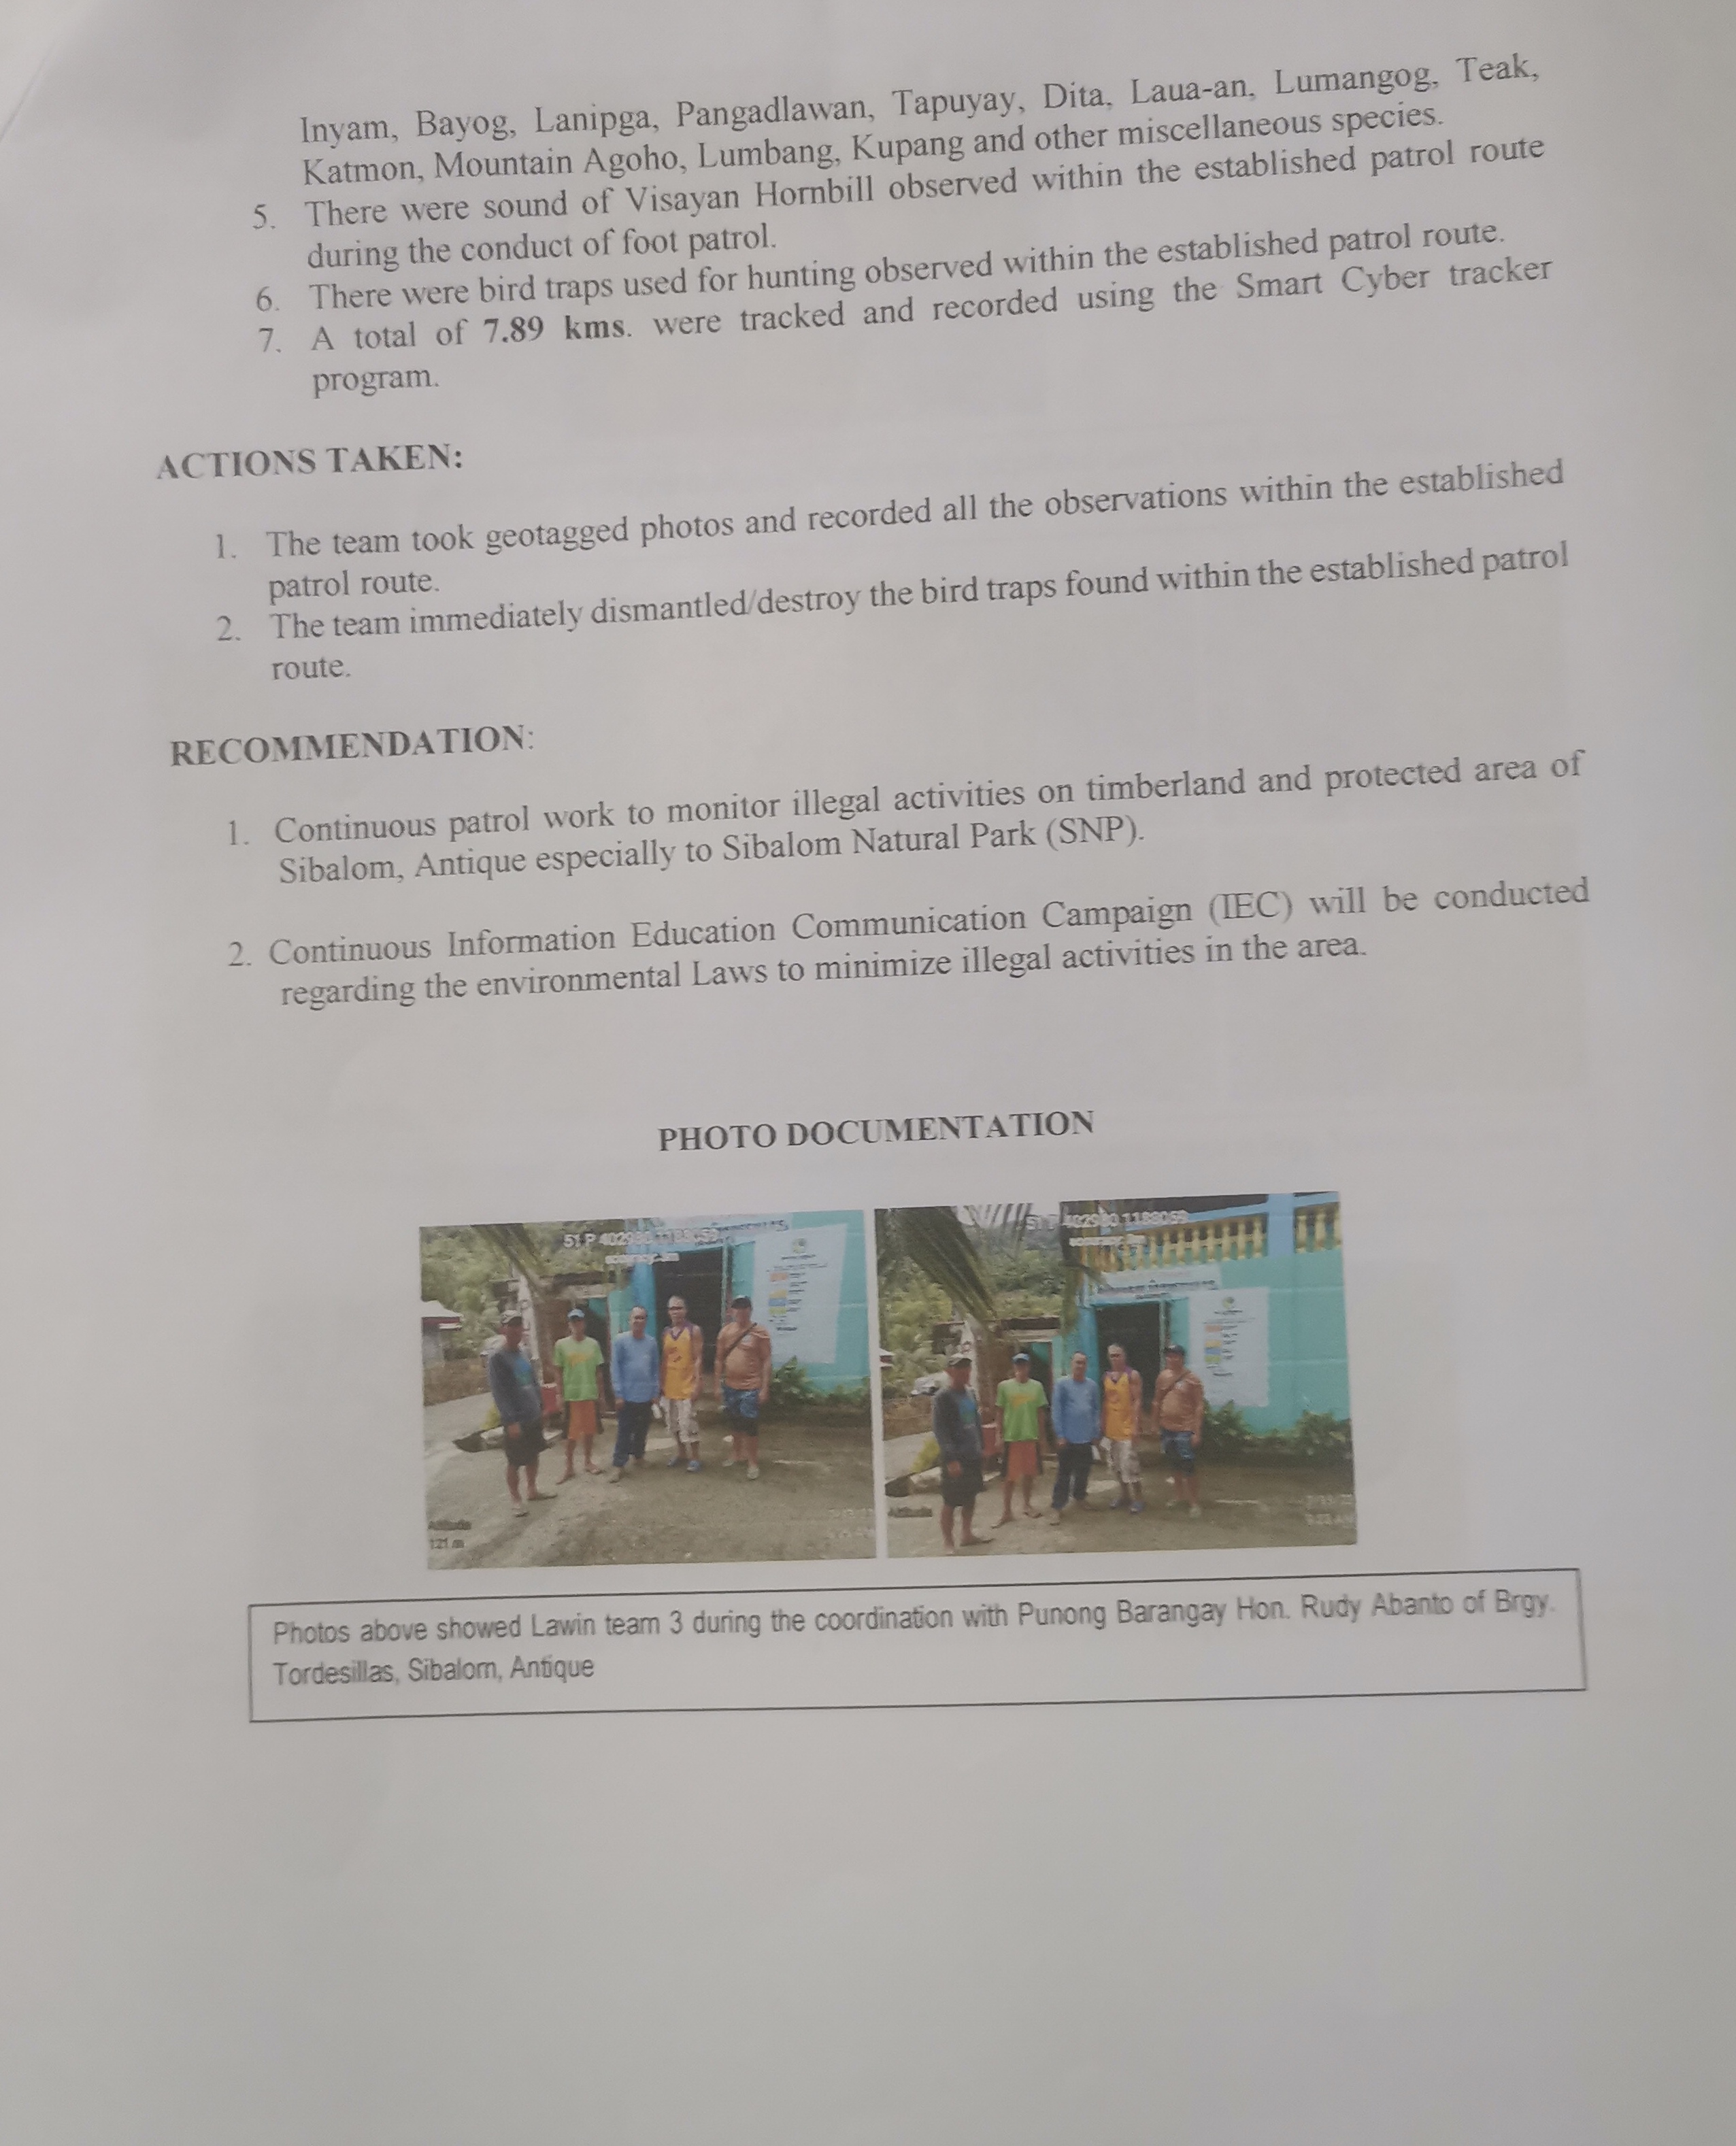 Inyam, Bayog, Lanipga, Pangadlawan, Tapuyay, Dita, Laua-an, Lumangog, Teak,
Katmon, Mountain Agoho, Lumbang, Kupang and other miscellaneous species.
5. There were sound of Visayan Hornbill observed within the established patrol route
during the conduct of foot patrol.
6. There were bird traps used for hunting observed within the established patrol route.
7. A total of 7.89 kms. were tracked and recorded using the Smart Cyber tracker
program.
ACTIONS TAKEN:
1. The team took geotagged photos and recorded all the observations within the established
patrol route.
2. The team immediately dismantled/destroy the bird traps found within the established patrol
route.
RECOMMENDATION:
1. Continuous patrol work to monitor illegal activities on timberland and protected area of
Sibalom, Antique especially to Sibalom Natural Park (SNP).
2. Continuous Information Education Communication Campaign (IEC) will be conducted
regarding the environmental Laws to minimize illegal activities in the area.
PHOTO DOCUMENTATION
51 P
Altitude
121 m
Photos above showed Lawin team 3 during the coordination with Punong Barangay Hon. Rudy Abanto of Brgy.
Tordesillas, Sibalom, Antique